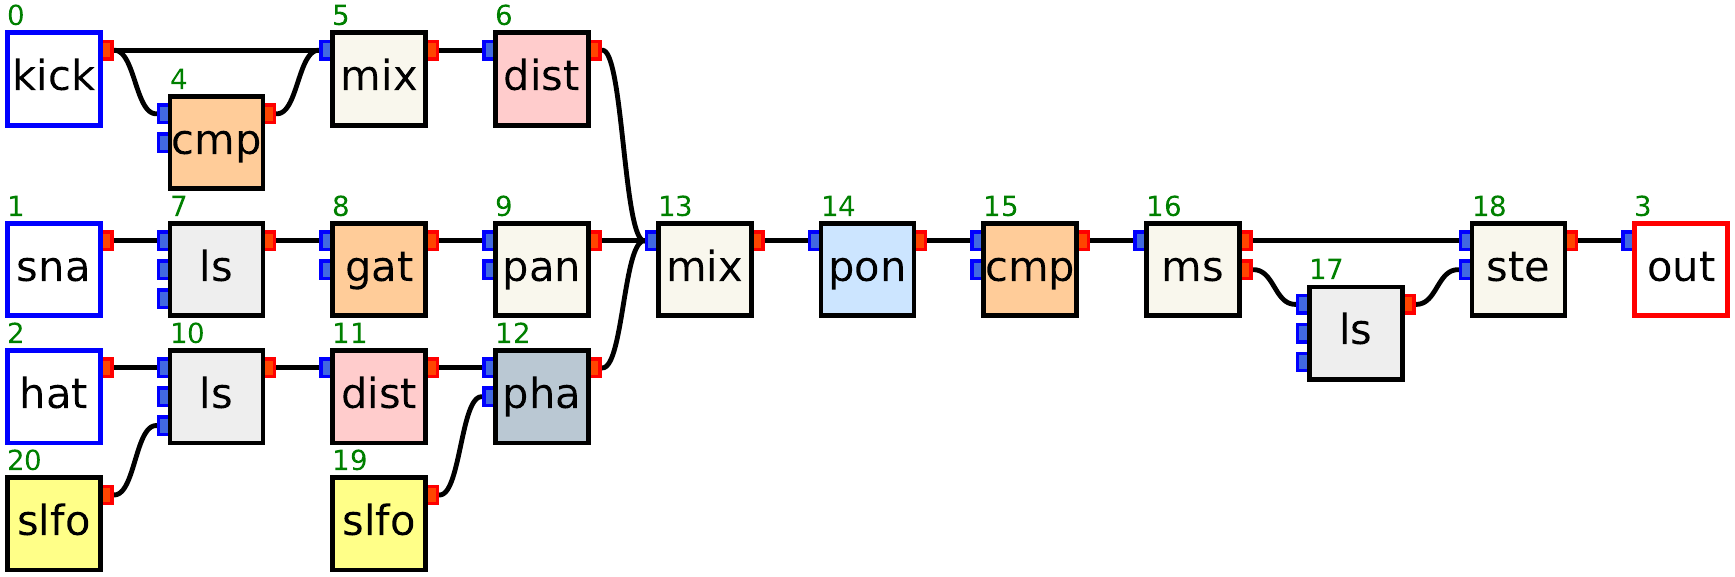 0 5 6
kick mix dist
4
cmp
1 7 8 9 13 14 15 16 18 3
sna ls gat pan mix pon cmp ms ste out
17
ls
2 10 11 12
hat ls dist pha
20 19
slfo slfo